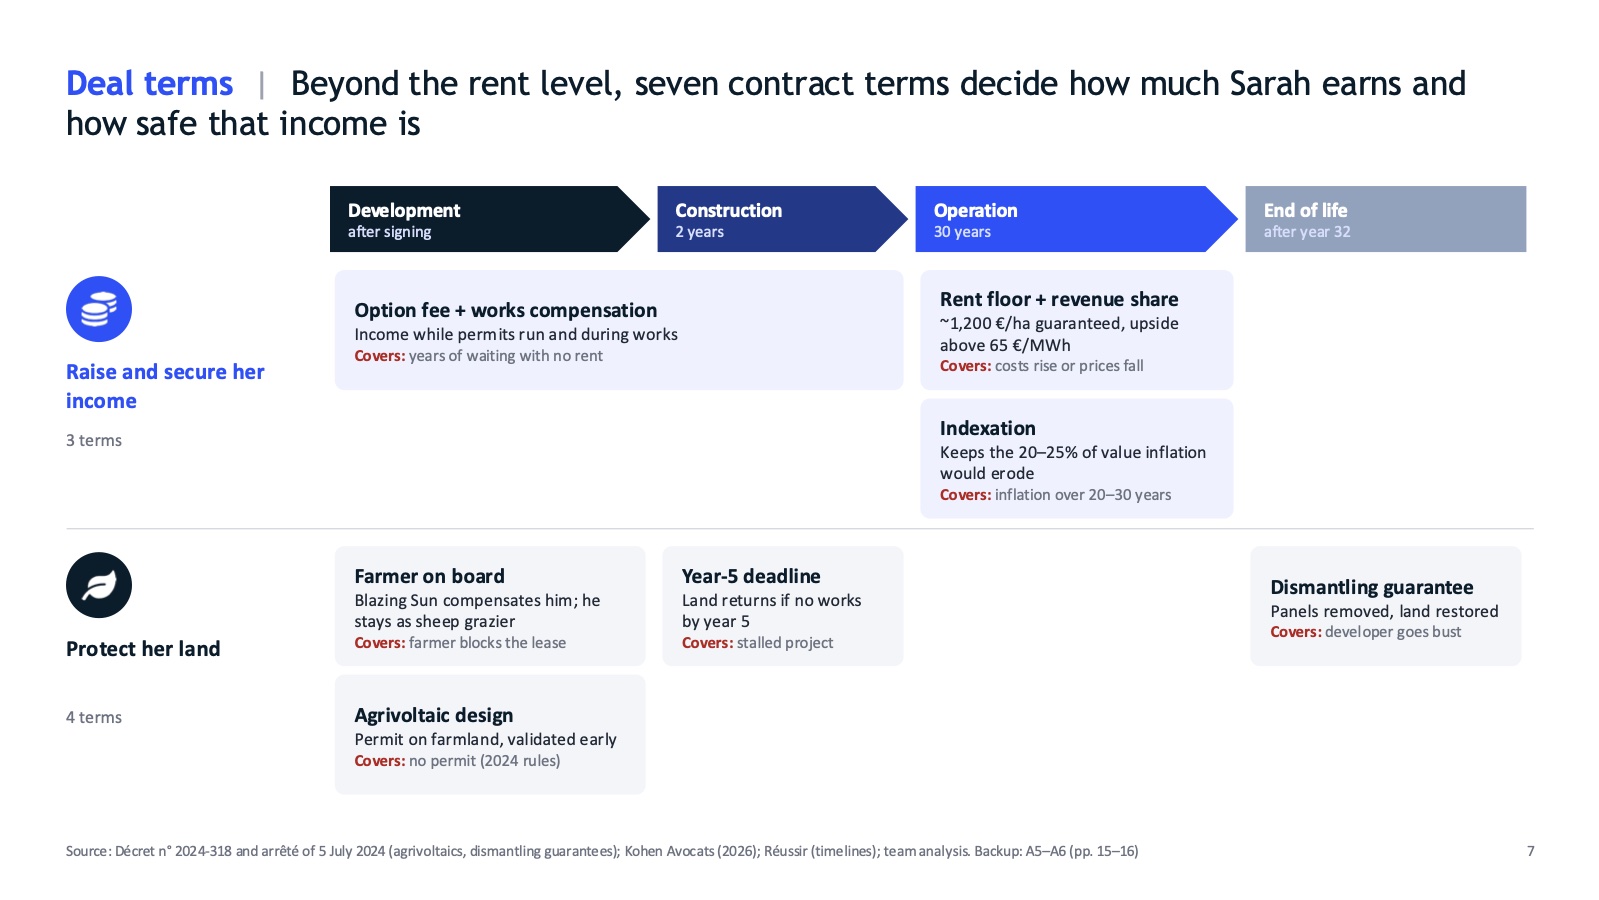 Deal terms | Beyond the rent level, seven contract terms decide how much Sarah earns and
how safe that income is
Development
after signing
Construction
2 years
Operation
30 years
End of life
after year 32
Raise and secure her
income
3 terms
Option fee + works compensation
Income while permits run and during works
Covers: years of waiting with no rent
Rent floor + revenue share
~1,200 €/ha guaranteed, upside
above 65 €/MWh
Covers: costs rise or prices fall
Indexation
Keeps the 20–25% of value inflation
would erode
Covers: inflation over 20–30 years
Protect her land
4 terms
Farmer on board
Blazing Sun compensates him; he
stays as sheep grazier
Covers: farmer blocks the lease
Year-5 deadline
Land returns if no works
by year 5
Covers: stalled project
Dismantling guarantee
Panels removed, land restored
Covers: developer goes bust
Agrivoltaic design
Permit on farmland, validated early
Covers: no permit (2024 rules)
Source: Décret n° 2024-318 and arrêté of 5 July 2024 (agrivoltaics, dismantling guarantees); Kohen Avocats (2026); Réussir (timelines); team analysis. Backup: A5–A6 (pp. 15–16)
7